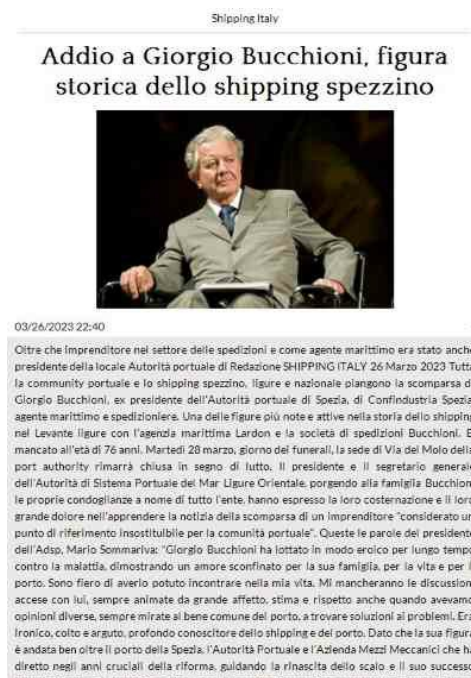 Shipping Italy
Addio a Giorgio Bucchioni, figura
storica dello shipping spezzino
03/26/2023 22:40
Oltre che imprenditore nel settore delle spedizioni e come agente marittimo era stato anche
presidente della locale Autorità portuale di Redazione SHIPPING ITALY 26 Marzo 2023 Tutta
la community portuale e lo shipping spezzino, ligure e nazionale piangono la scomparsa di
Giorgio Bucchioni, ex presidente dell'Autorità portuale di Spezia, di Confindustria Spezia,
agente marittimo e spedizioniere. Una delle figure più note e attive nella storia dello shipping
nel Levante ligure con l'agenzia marittima Lardon e la società di spedizioni Bucchioni. È
mancato all'età di 76 anni. Martedì 28 marzo, giorno dei funerali, la sede di Via del Molo della
port authority rimarrà chiusa in segno di lutto. Il presidente e il segretario generale
dell'Autorità di Sistema Portuale del Mar Ligure Orientale, porgendo alla famiglia Bucchioni
le proprie condoglianze a nome di tutto l'ente, hanno espresso la loro costernazione e il loro
grande dolore nell'apprendere la notizia della scomparsa di un imprenditore "considerato un
punto di riferimento insostituibile per la comunità portuale". Queste le parole del presidente
dell'Adsp, Mario Sommariva: "Giorgio Bucchioni ha lottato in modo eroico per lungo tempo
contro la malattia, dimostrando un amore sconfinato per la sua famiglia, per la vita e per il
porto. Sono fiero di averlo potuto incontrare nella mia vita. Mi mancheranno le discussioni
accese con lui, sempre animate da grande affetto, stima e rispetto anche quando avevamo
opinioni diverse, sempre mirate al bene comune del porto, a trovare soluzioni ai problemi. Era
ironico, colto e arguto, profondo conoscitore dello shipping e del porto. Dato che la sua figura
è andata ben oltre il porto della Spezia, l'Autorità Portuale e l'Azienda Mezzi Meccanici che ha
diretto negli anni cruciali della riforma, guidando la rinascita dello scalo e il suo successo